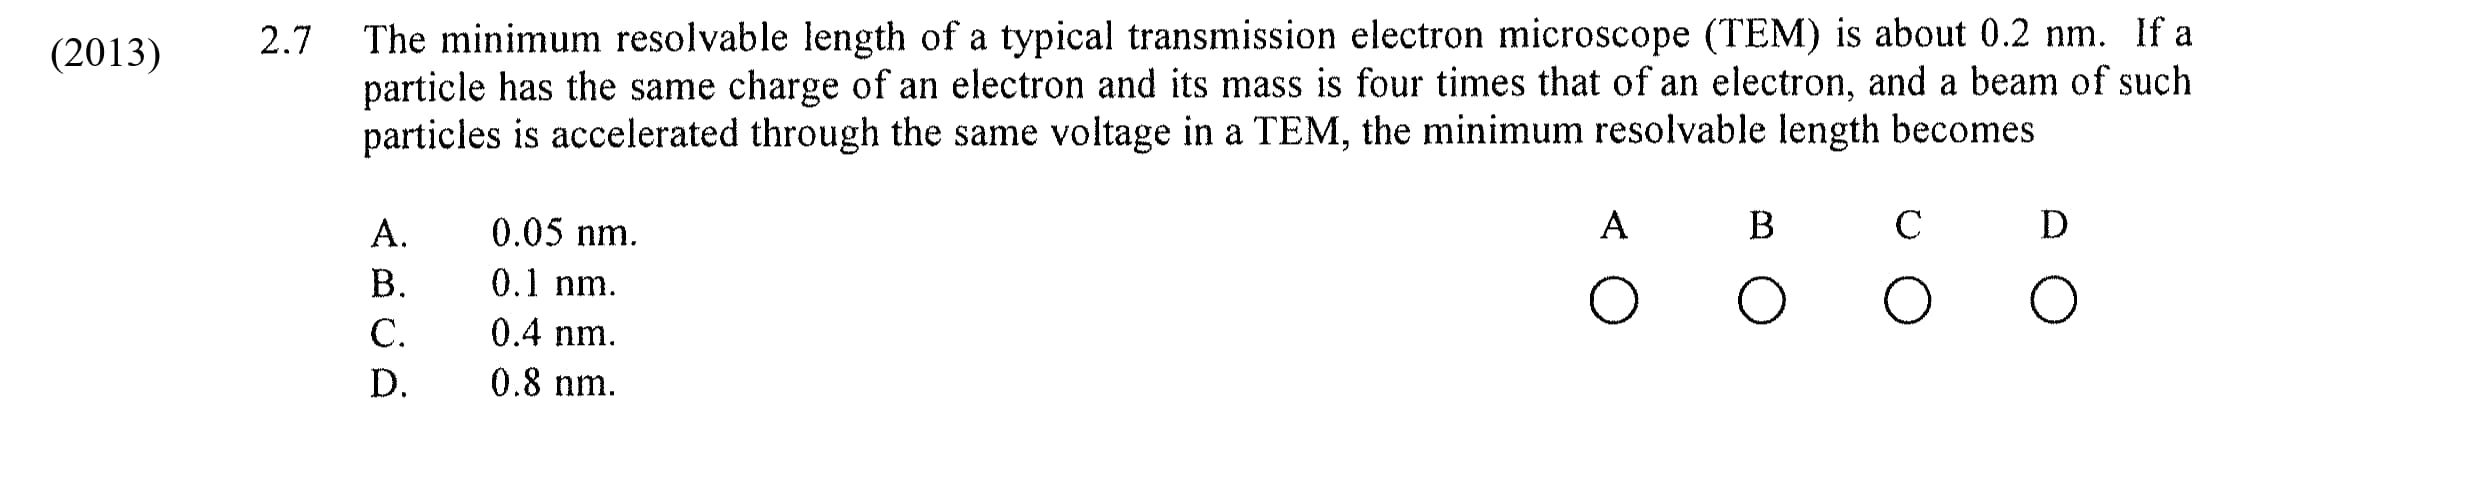 (2013) 2.7 The minimum resolvable length of a typical transmission electron microscope (TEM) is about 0.2 nm. If a
particle has the same charge of an electron and its mass is four times that of an electron, and a beam of such
particles is accelerated through the same voltage in a TEM, the minimum resolvable length becomes
A. 0.05 nm.
B. 0.1 nm.
C. 0.4 nm.
D. 0.8 nm.
A B C D